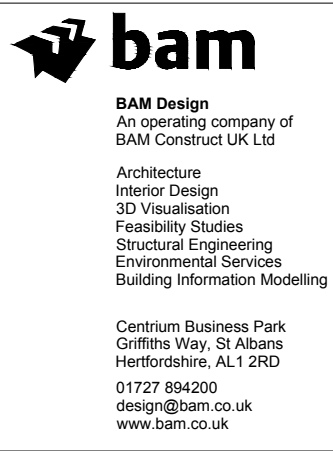 bam
BAM Design
An operating company of
BAM Construct UK Ltd
Architecture
Interior Design
3D Visualisation
Feasibility Studies
Structural Engineering
Environmental Services
Building Information Modelling
Centrium Business Park
Griffiths Way, St Albans
Hertfordshire, AL1 2RD
01727 894200
design@bam.co.uk
www.bam.co.uk